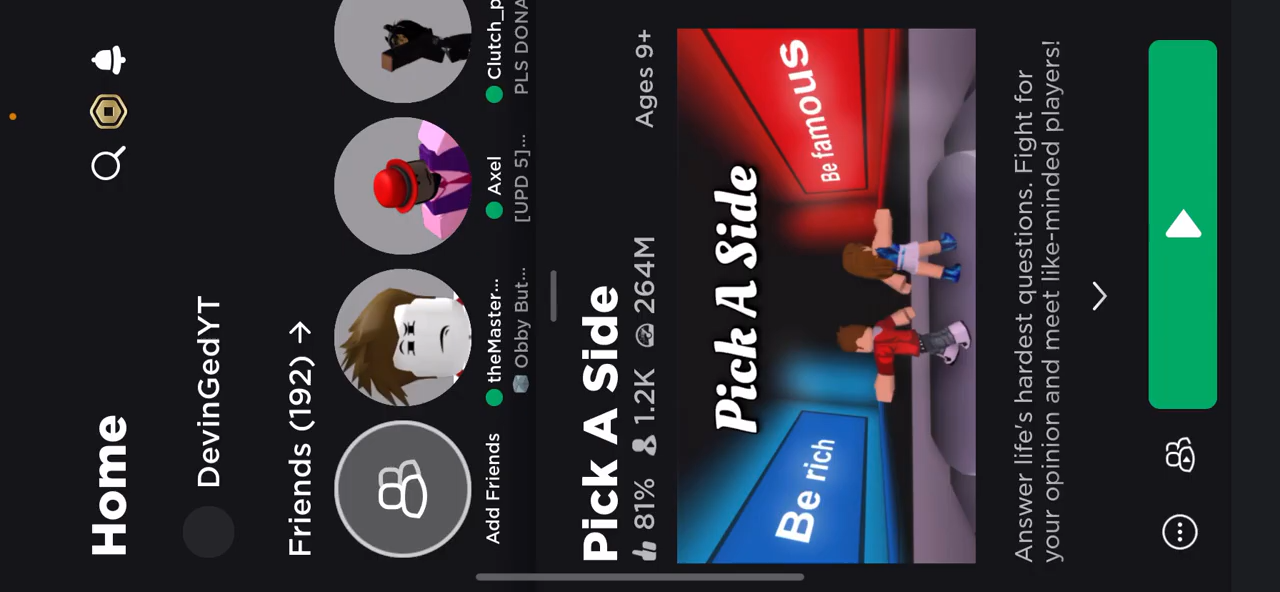 Home
DevinGedYT
Friends (192)
Add Friends
theMaster...
Obby But...
Axel
[UPD 5]...
Clutch_p
PLS DONA
Pick A Side
81% 1.2K 264M Ages 9+
Pick A Side
Be rich
Be famous
Answer life's hardest questions. Fight for
your opinion and meet like-minded players!